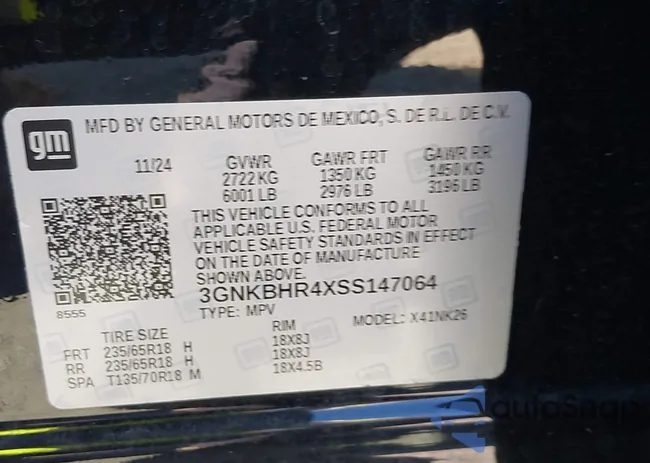 gm
MFD BY GENERAL MOTORS DE MEXICO, S. DE R.L. DE C.V.
11/24 GVWR GAWR FRT GAWR RR
2722 KG 1350 KG 1450 KG
6001 LB 2976 LB 3196 LB
THIS VEHICLE CONFORMS TO ALL
APPLICABLE U.S. FEDERAL MOTOR
VEHICLE SAFETY STANDARDS IN EFFECT
ON THE DATE OF MANUFACTURE
SHOWN ABOVE.
8555
3GNKBHR4XSS147064
TYPE: MPV MODEL: X41NK26
TIRE SIZE RIM
FRT 235/65R18 H 18X8J
RR 235/65R18 H 18X8J
SPA T135/70R18 M 18X4.5B
autoSnap